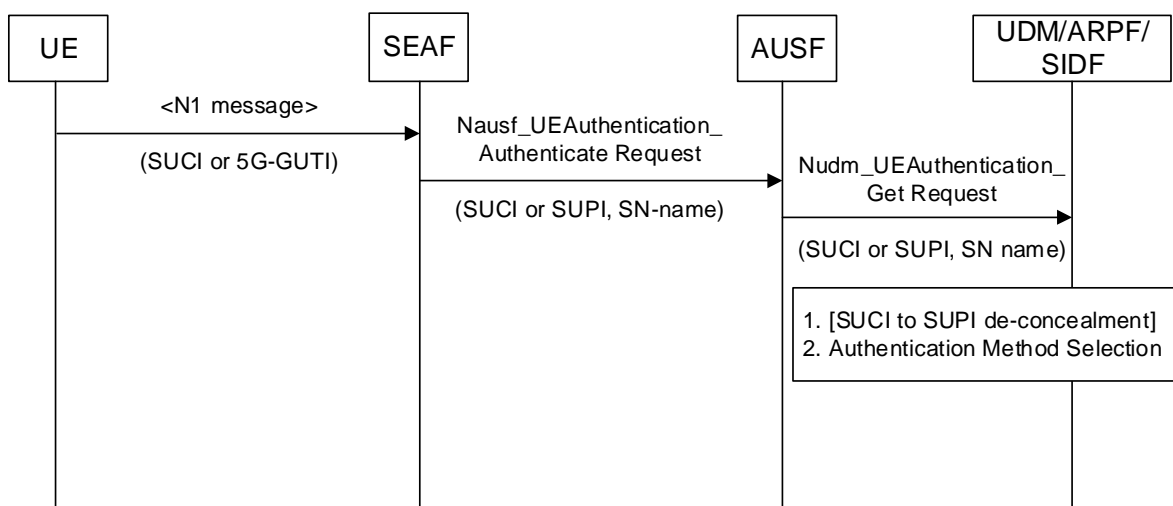 UE
SEAF
AUSF
UDM/ARPF/
SIDF
<N1 message>
(SUCI or 5G-GUTI)
Nausf_UEAuthentication_
Authenticate Request
(SUCI or SUPI, SN-name)
Nudm_UEAuthentication_
Get Request
(SUCI or SUPI, SN name)
1. [SUCI to SUPI de-concealment]
2. Authentication Method Selection